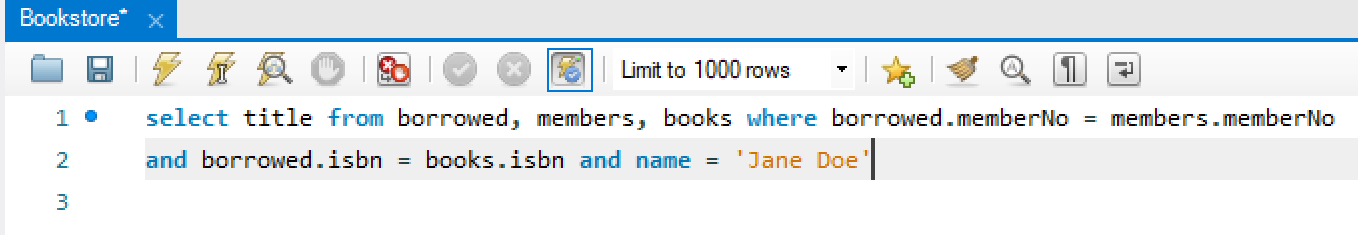 Bookstore*
Limit to 1000 rows
1 select title from borrowed, members, books where borrowed.memberNo = members.memberNo
2 and borrowed.isbn = books.isbn and name = 'Jane Doe'
3